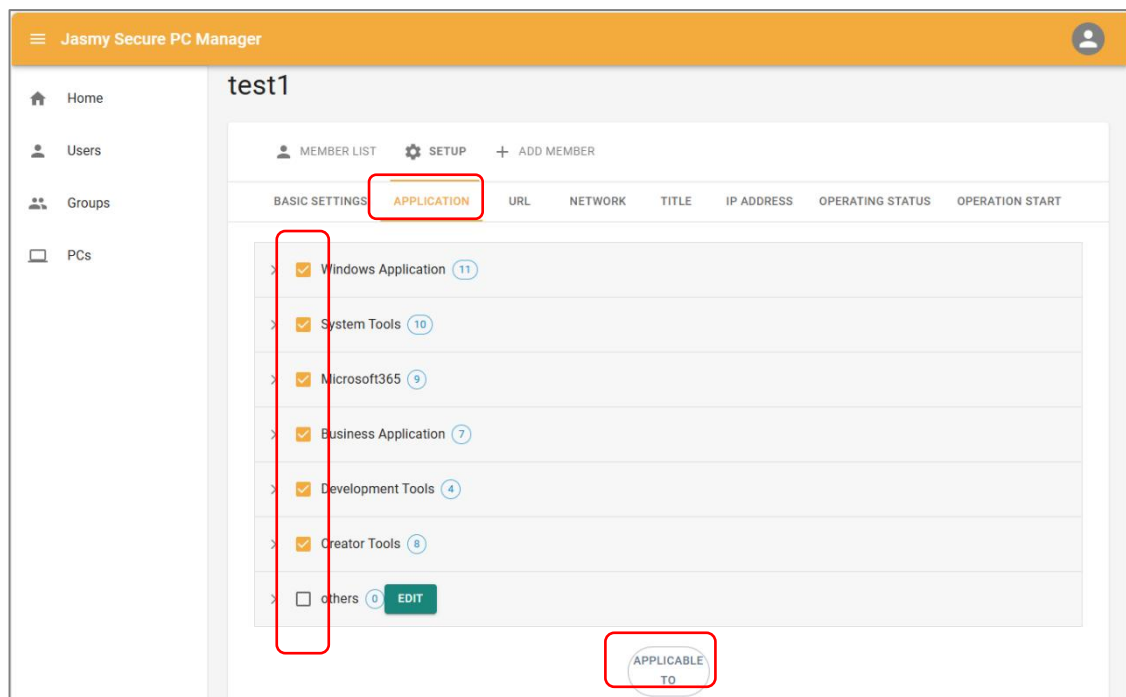 Jasmy Secure PC Manager
test1
Home
Users
Groups
PCs
MEMBER LIST SETUP + ADD MEMBER
BASIC SETTINGS APPLICATION URL NETWORK TITLE IP ADDRESS OPERATING STATUS OPERATION START
Windows Application 11
System Tools 10
Microsoft365 9
Business Application 7
Development Tools 4
Creator Tools 8
others 0 EDIT
APPLICABLE
TO